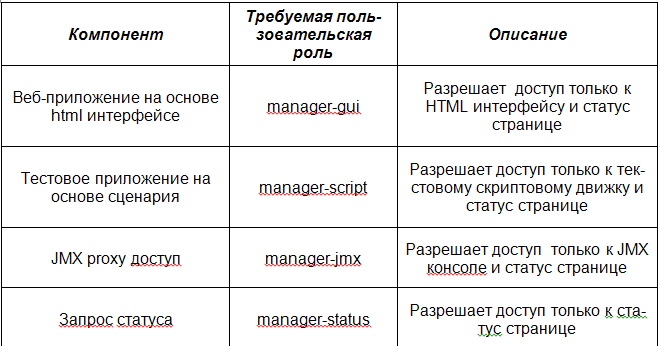 Компонент
Требуемая поль-
зовательская
роль
Описание
Веб-приложение на основе
html интерфейсе
manager-gui
Разрешает доступ только к
HTML интерфейсу и статус
странице
Тестовое приложение на
основе сценария
manager-script
Разрешает доступ только к тек-
стовому скриптовому движку и
статус странице
JMX proxy доступ
manager-jmx
Разрешает доступ только к JMX
консоле и статус странице
Запрос статуса
manager-status
Разрешает доступ только к ста-
тус странице